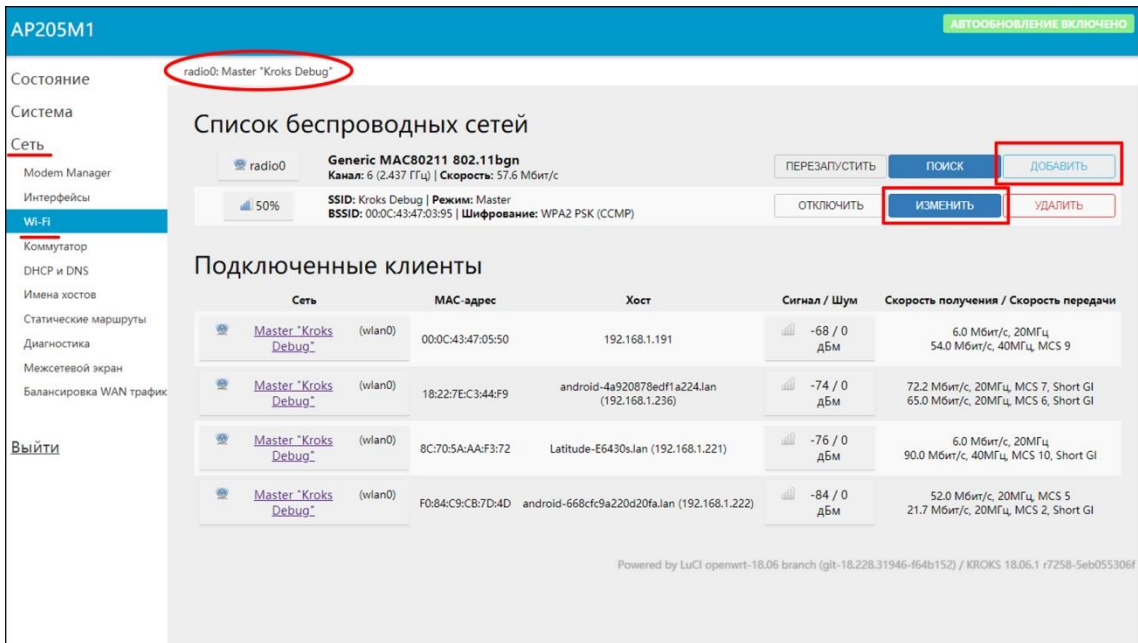 AP205M1
АВТООБНОВЛЕНИЕ ВКЛЮЧЕНО
Состояние
Система
Сеть
Modem Manager
Интерфейсы
Wi-Fi
Коммутатор
DHCP и DNS
Имена хостов
Статические маршруты
Диагностика
Межсетевой экран
Балансировка WAN трафик
Выйти
radio0: Master "Kroks Debug"
Список беспроводных сетей
radio0
Generic MAC80211 802.11bgn
Канал: 6 (2.437 ГГц) | Скорость: 57.6 Мбит/с
ПЕРЕЗАПУСТИТЬ
ПОИСК
ДОБАВИТЬ
50%
SSID: Kroks Debug | Режим: Master
BSSID: 00:0C:43:47:03:95 | Шифрование: WPA2 PSK (CCMP)
ОТКЛЮЧИТЬ
ИЗМЕНИТЬ
УДАЛИТЬ
Подключенные клиенты
Сеть MAC-адрес Хост Сигнал / Шум Скорость получения / Скорость передачи
Master "Kroks Debug" (wlan0)
00:0C:43:47:05:50
192.168.1.191
-68 / 0
дБм
6.0 Мбит/с, 20МГц
54.0 Мбит/с, 40МГц, MCS 9
Master "Kroks Debug" (wlan0)
18:22:7E:C3:44:F9
android-4a920878edf1a224.lan
(192.168.1.236)
-74 / 0
дБм
72.2 Мбит/с, 20МГц, MCS 7, Short GI
65.0 Мбит/с, 20МГц, MCS 6, Short GI
Master "Kroks Debug" (wlan0)
8C:70:5A:AA:F3:72
Latitude-E6430s.lan (192.168.1.221)
-76 / 0
дБм
6.0 Мбит/с, 20МГц
90.0 Мбит/с, 40МГц, MCS 10, Short GI
Master "Kroks Debug" (wlan0)
F0:84:C9:CB:7D:4D
android-668cfc9a220d20fa.lan (192.168.1.222)
-84 / 0
дБм
52.0 Мбит/с, 20МГц, MCS 5
21.7 Мбит/с, 20МГц, MCS 2, Short GI
Powered by LuCI openwrt-18.06 branch (git-18.228.31946-f64b152) / KROKS 18.06.1 r7258-5eb055306f